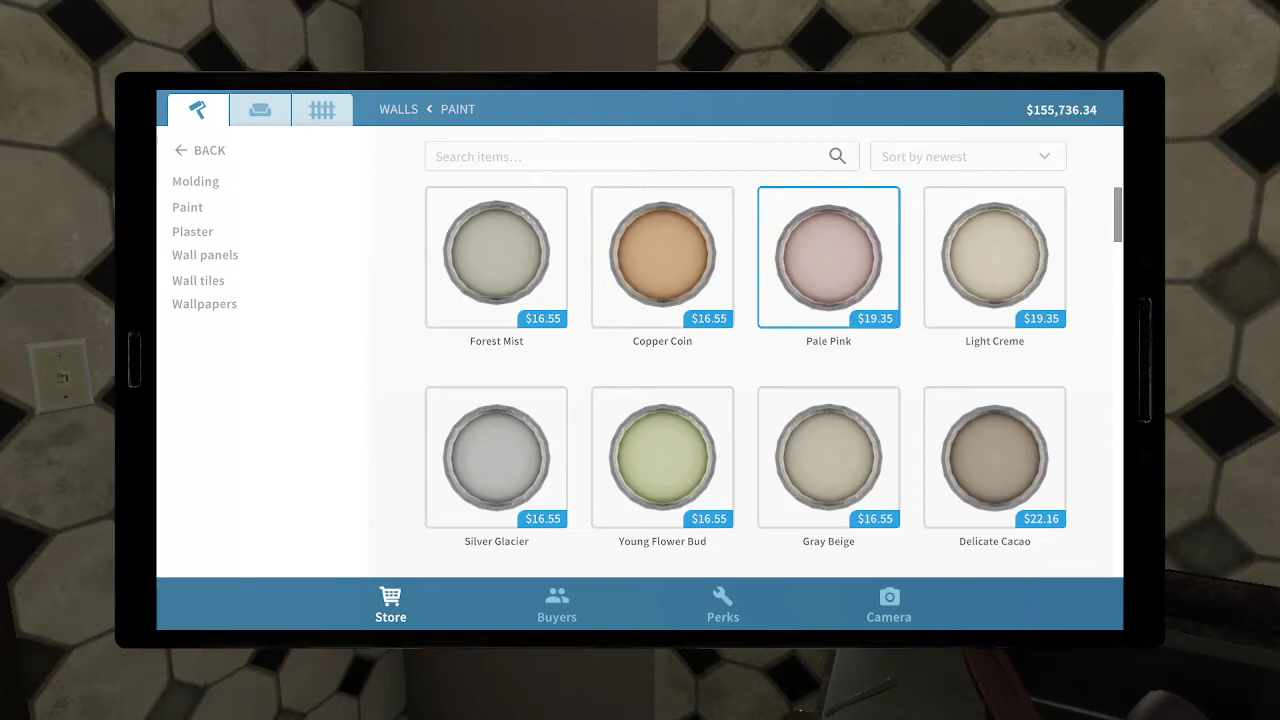 WALLS < PAINT
$155,736.34
BACK
Molding
Paint
Plaster
Wall panels
Wall tiles
Wallpapers
Search items...
Sort by newest
$16.55
$16.55
$19.35
$19.35
Forest Mist
Copper Coin
Pale Pink
Light Creme
$16.55
$16.55
$16.55
$22.16
Silver Glacier
Young Flower Bud
Gray Beige
Delicate Cacao
Store
Buyers
Perks
Camera